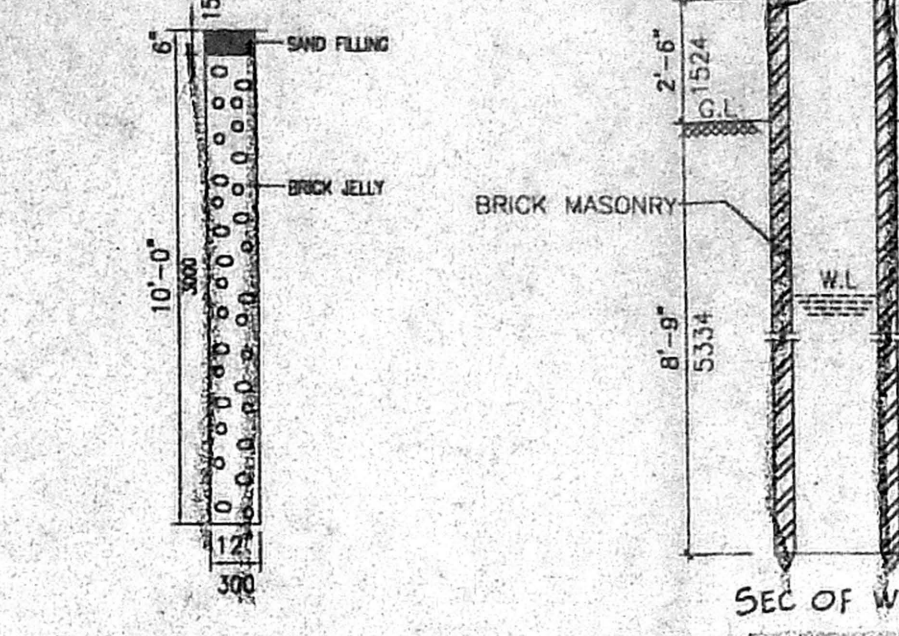 15
6"
SAND FILLING
BRICK JELLY
10'-0"
3000
12"
300
2'-6"
1524
G.L.
BRICK MASONRY
W.L
8'-9"
5334
SEC OF W